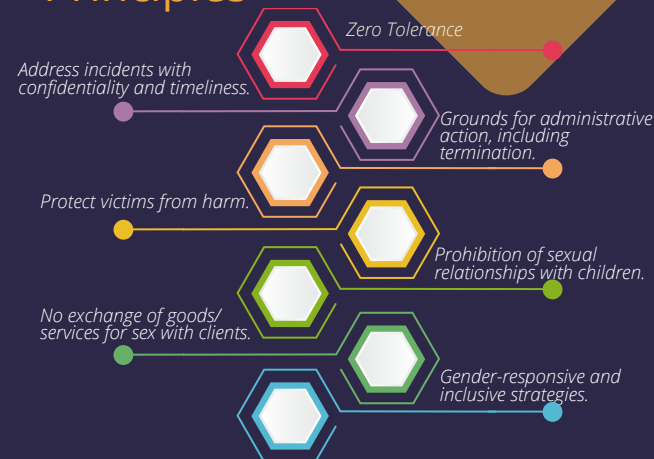 Principles
Zero Tolerance
Address incidents with
confidentiality and timeliness.
Grounds for administrative
action, including
termination.
Protect victims from harm.
Prohibition of sexual
relationships with children.
No exchange of goods/
services for sex with clients.
Gender-responsive and
inclusive strategies.